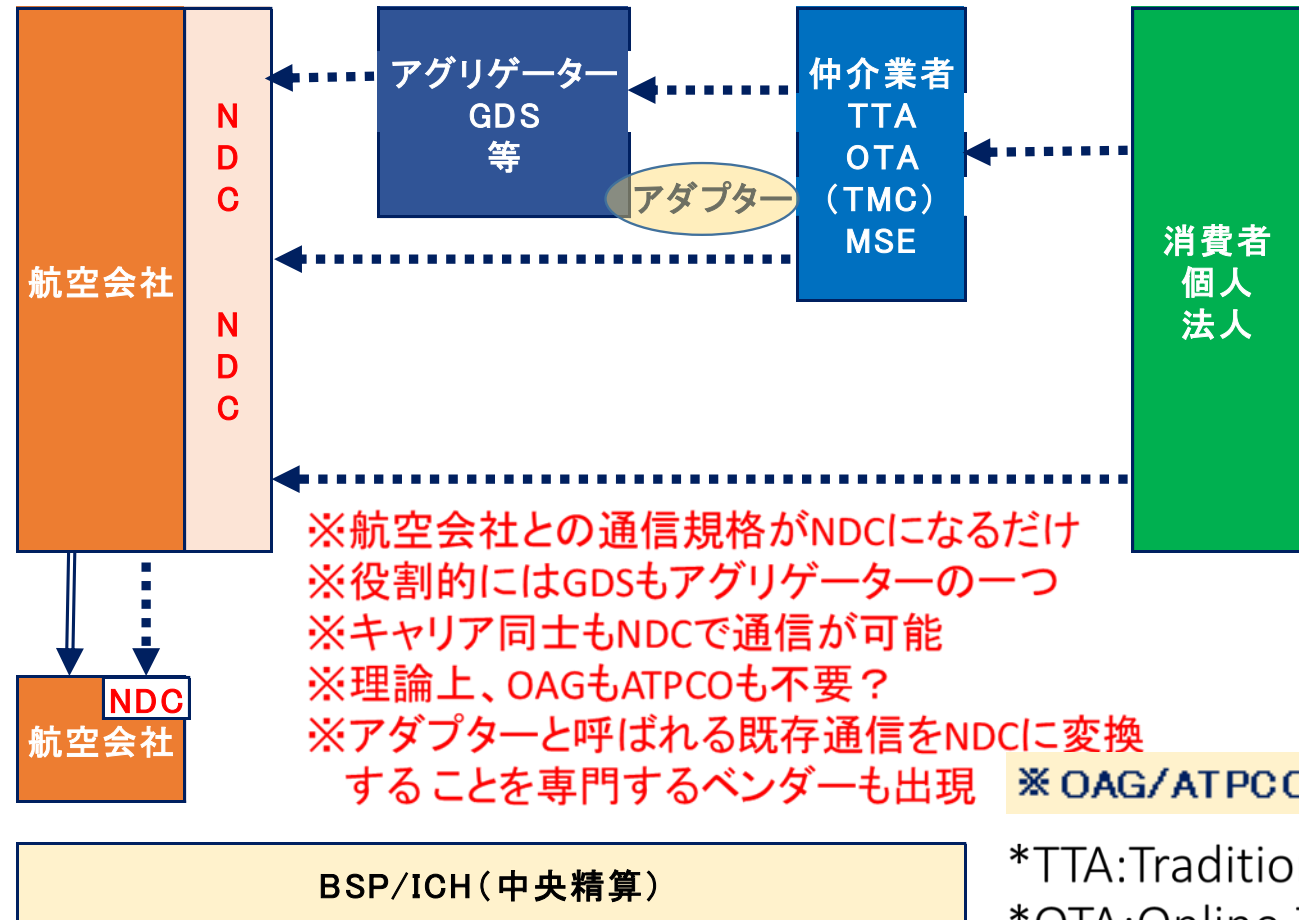 航空会社
NDC
NDC
アグリゲーター
GDS
等
アダプター
仲介業者
TTA
OTA
(TMC)
MSE
消費者
個人
法人
※航空会社との通信規格がNDCになるだけ
※役割的にはGDSもアグリゲーターの一つ
※キャリア同士もNDCで通信が可能
※理論上、OAGもATPCOも不要？
※アダプターと呼ばれる既存通信をNDCに変換
することを専門するベンダーも出現
NDC
航空会社
※OAG/ATPCO
BSP/ICH(中央精算)
*TTA:Traditio
*OTA:Online